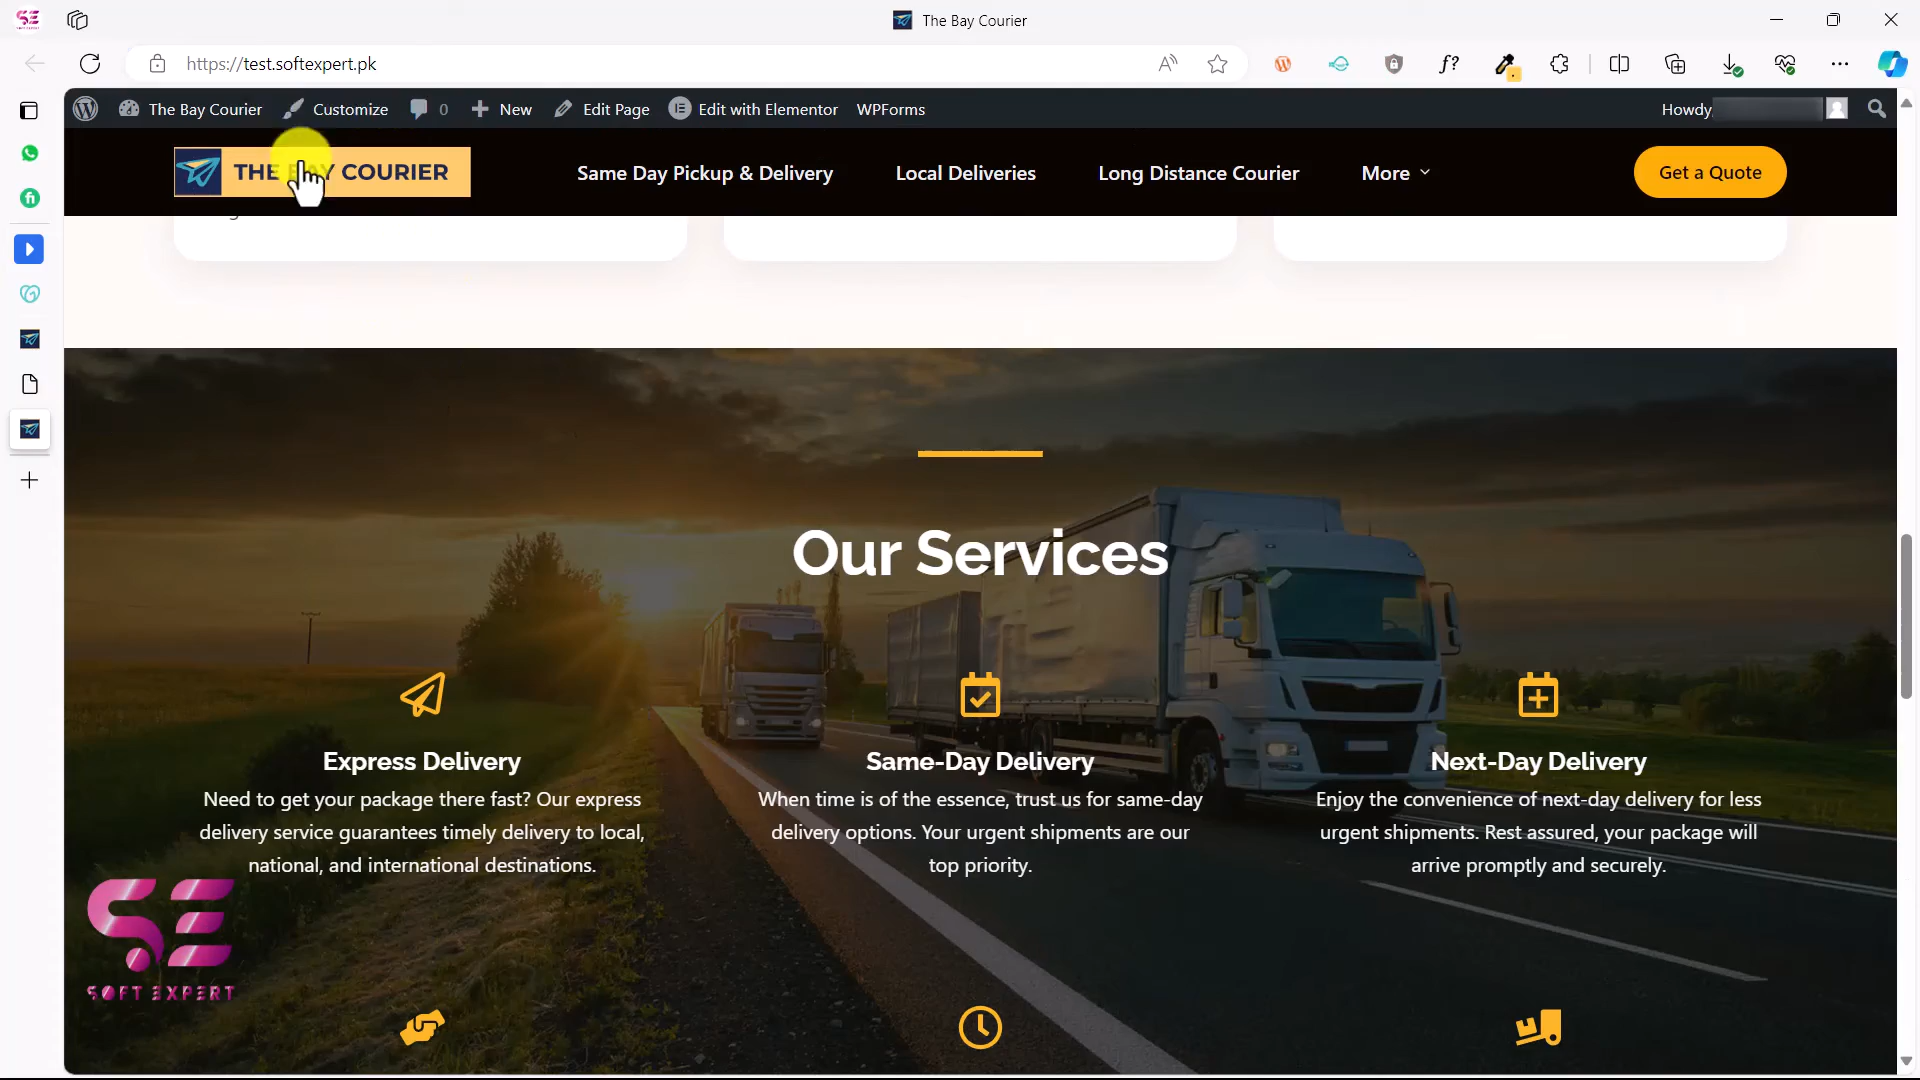 The Bay Courier
https://test.softexpert.pk
The Bay Courier
Customize
0
New
Edit Page
Edit with Elementor
WPForms
Howdy
THE BAY COURIER
Same Day Pickup & Delivery
Local Deliveries
Long Distance Courier
More
Get a Quote
Our Services
Express Delivery
Need to get your package there fast? Our express
delivery service guarantees timely delivery to local,
national, and international destinations.
Same-Day Delivery
When time is of the essence, trust us for same-day
delivery options. Your urgent shipments are our
top priority.
Next-Day Delivery
Enjoy the convenience of next-day delivery for less
urgent shipments. Rest assured, your package will
arrive promptly and securely.
SE
SOFT EXPERT